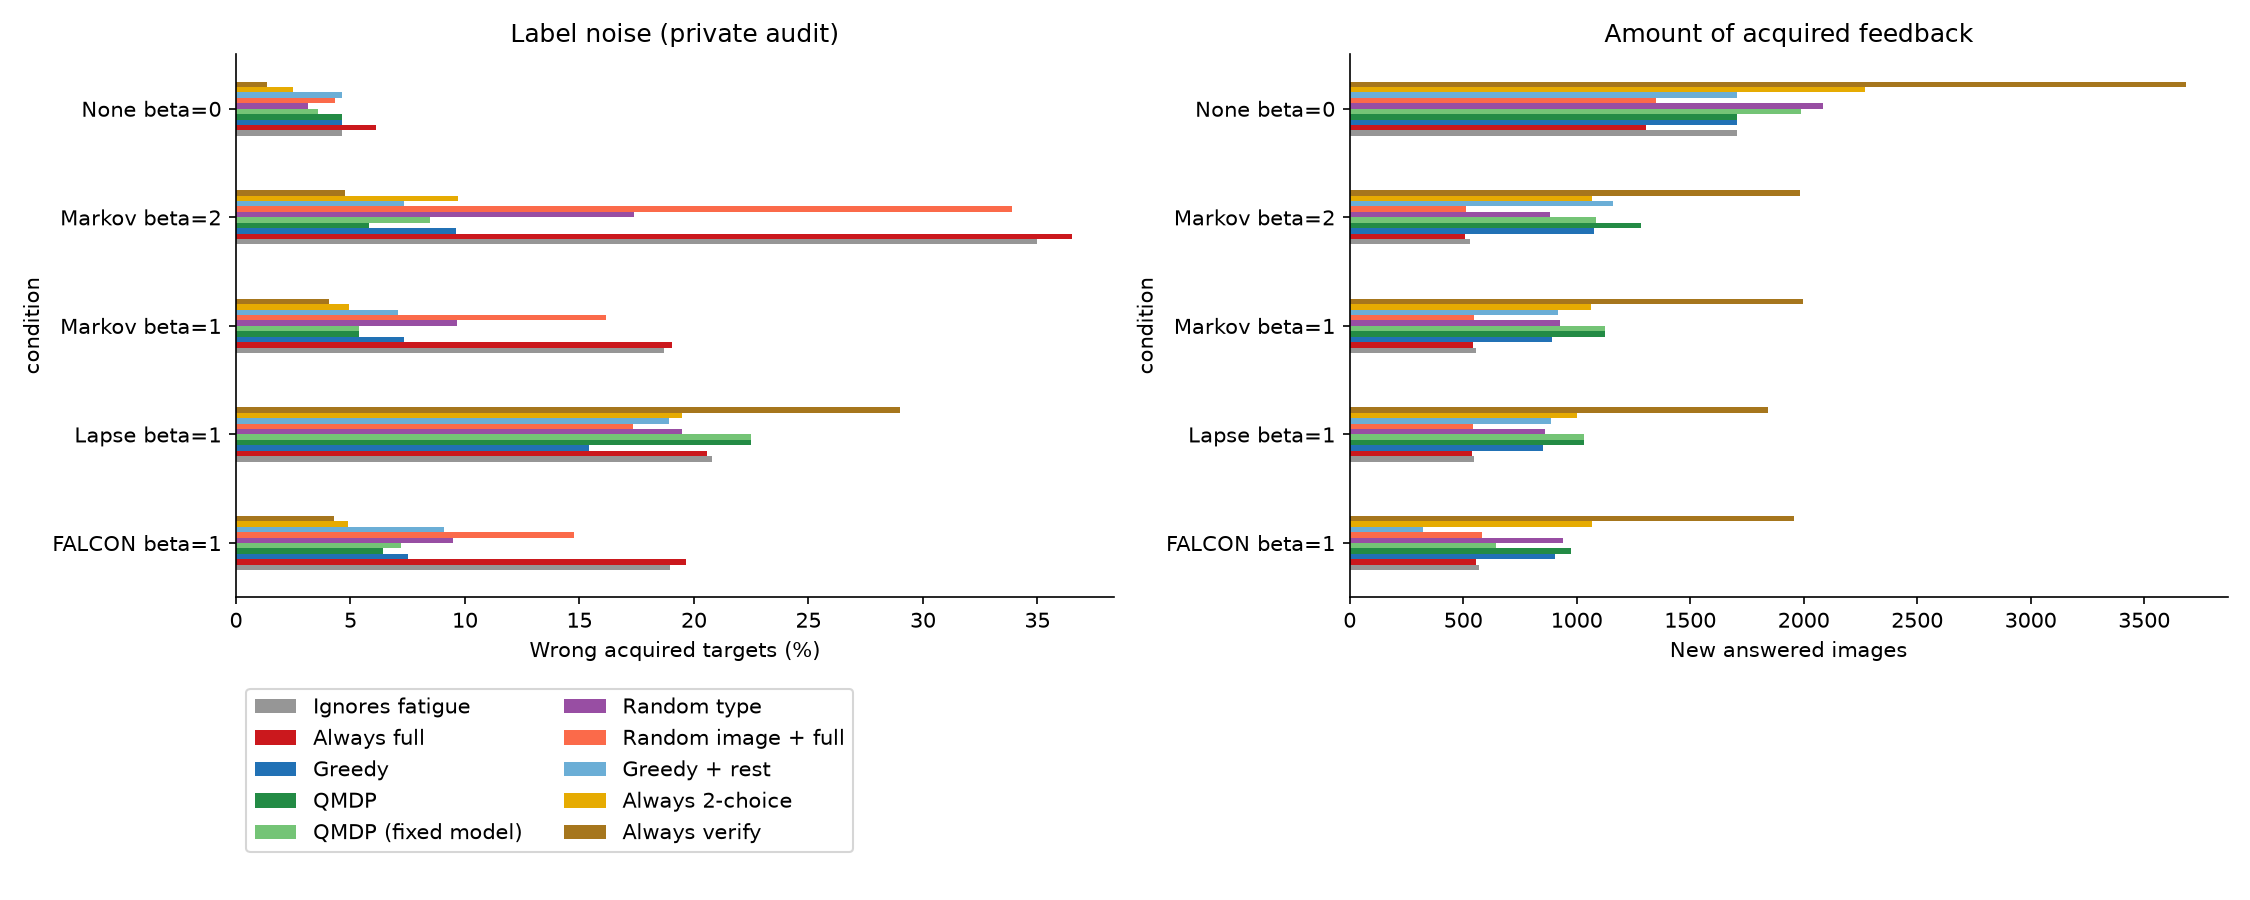 Label noise (private audit)
condition
None beta=0
Markov beta=2
Markov beta=1
Lapse beta=1
FALCON beta=1
0 5 10 15 20 25 30 35
Wrong acquired targets (%)
Amount of acquired feedback
condition
None beta=0
Markov beta=2
Markov beta=1
Lapse beta=1
FALCON beta=1
0 500 1000 1500 2000 2500 3000 3500
New answered images
Ignores fatigue
Always full
Greedy
QMDP
QMDP (fixed model)
Random type
Random image + full
Greedy + rest
Always 2-choice
Always verify